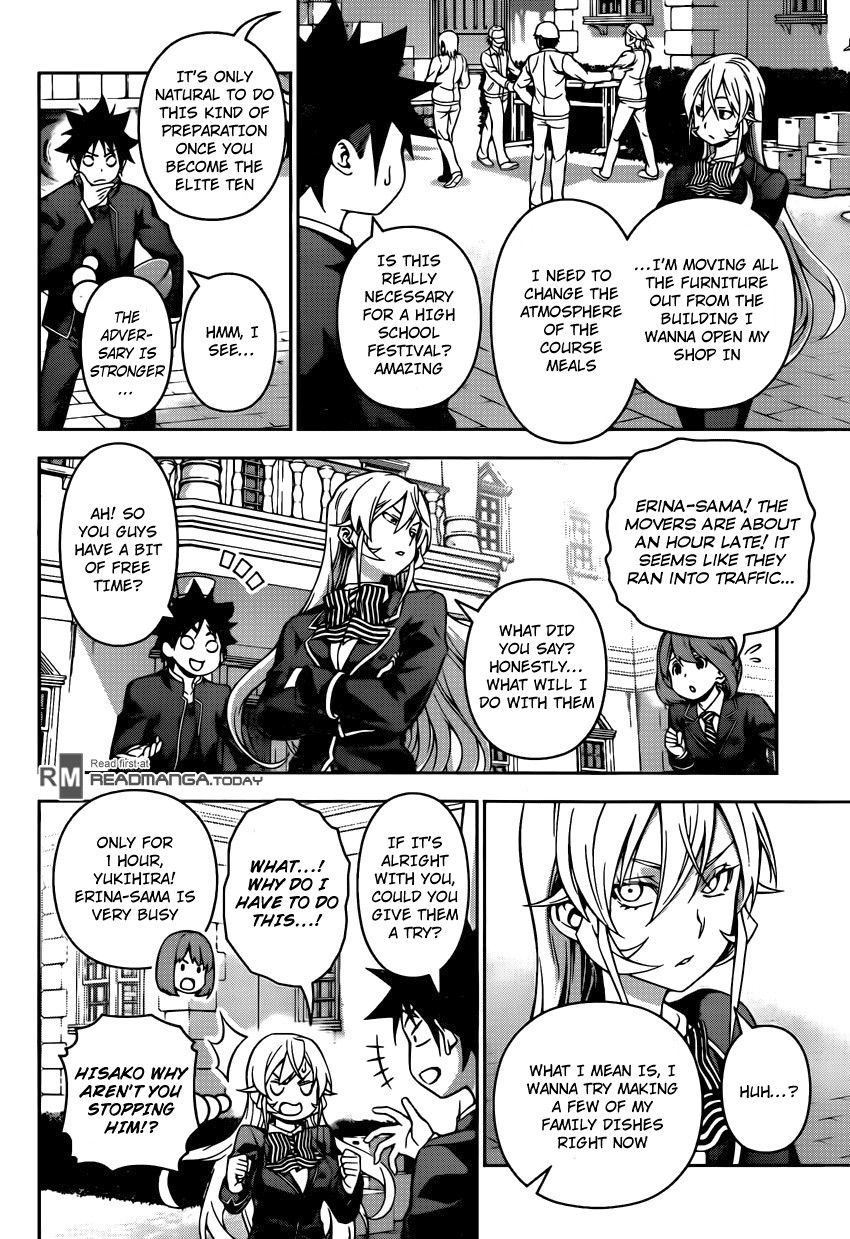 ...I'M MOVING ALL
THE FURNITURE
OUT FROM THE
BUILDING I
WANNA OPEN MY
SHOP IN
I NEED TO
CHANGE THE
ATMOSPHERE
OF THE
COURSE
MEALS
IS THIS
REALLY
NECESSARY
FOR A HIGH
SCHOOL
FESTIVAL?
AMAZING
IT'S ONLY
NATURAL TO DO
THIS KIND OF
PREPARATION
ONCE YOU
BECOME THE
ELITE TEN
HMM, I
SEE...
THE
ADVER-
SARY IS
STRONGER
...
ERINA-SAMA! THE
MOVERS ARE ABOUT
AN HOUR LATE! IT
SEEMS LIKE THEY
RAN INTO TRAFFIC...
WHAT DID
YOU SAY?
HONESTLY...
WHAT WILL I
DO WITH THEM
AH! SO
YOU GUYS
HAVE A BIT
OF FREE
TIME?
RM Read first at
READMANGA.TODAY
HUH...?
WHAT I MEAN IS, I
WANNA TRY MAKING
A FEW OF MY
FAMILY DISHES
RIGHT NOW
IF IT'S
ALRIGHT
WITH YOU,
COULD YOU
GIVE THEM
A TRY?
WHAT...!
WHY DO I
HAVE TO DO
THIS...!
ONLY FOR
1 HOUR,
YUKIHIRA!
ERINA-SAMA IS
VERY BUSY
HISAKO WHY
AREN'T YOU
STOPPING
HIM!?